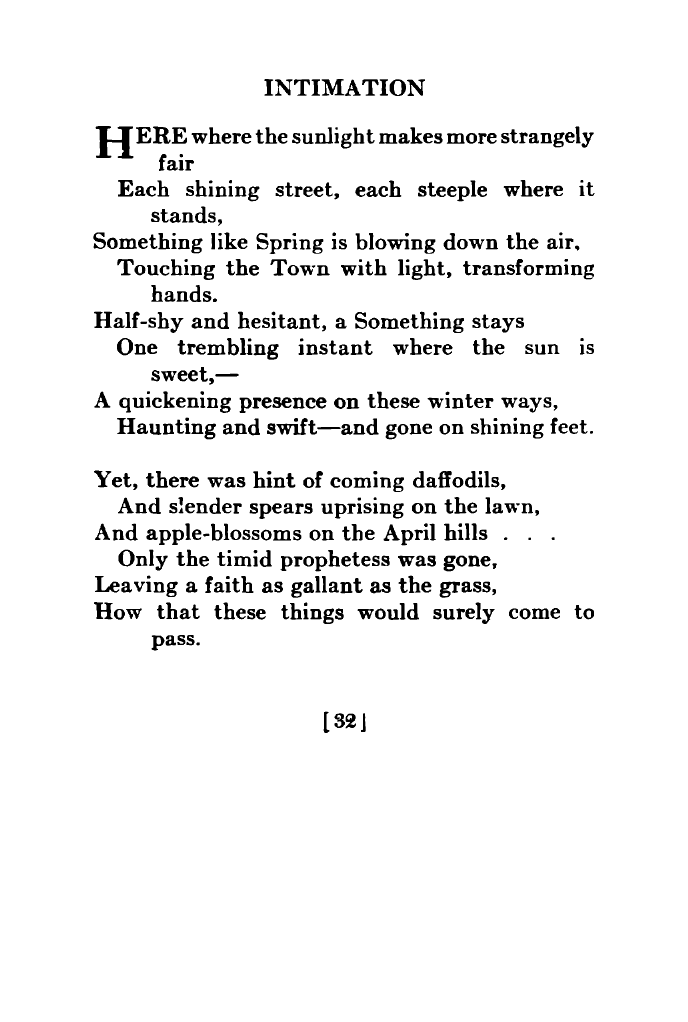 INTIMATION
HERE where the sunlight makes more strangely
fair
Each shining street, each steeple where it
stands,
Something like Spring is blowing down the air,
Touching the Town with light, transforming
hands.
Half-shy and hesitant, a Something stays
One trembling instant where the sun is
sweet,—
A quickening presence on these winter ways,
Haunting and swift—and gone on shining feet.
Yet, there was hint of coming daffodils,
And slender spears uprising on the lawn,
And apple-blossoms on the April hills . . .
Only the timid prophetess was gone,
Leaving a faith as gallant as the grass,
How that these things would surely come to
pass.
[32]